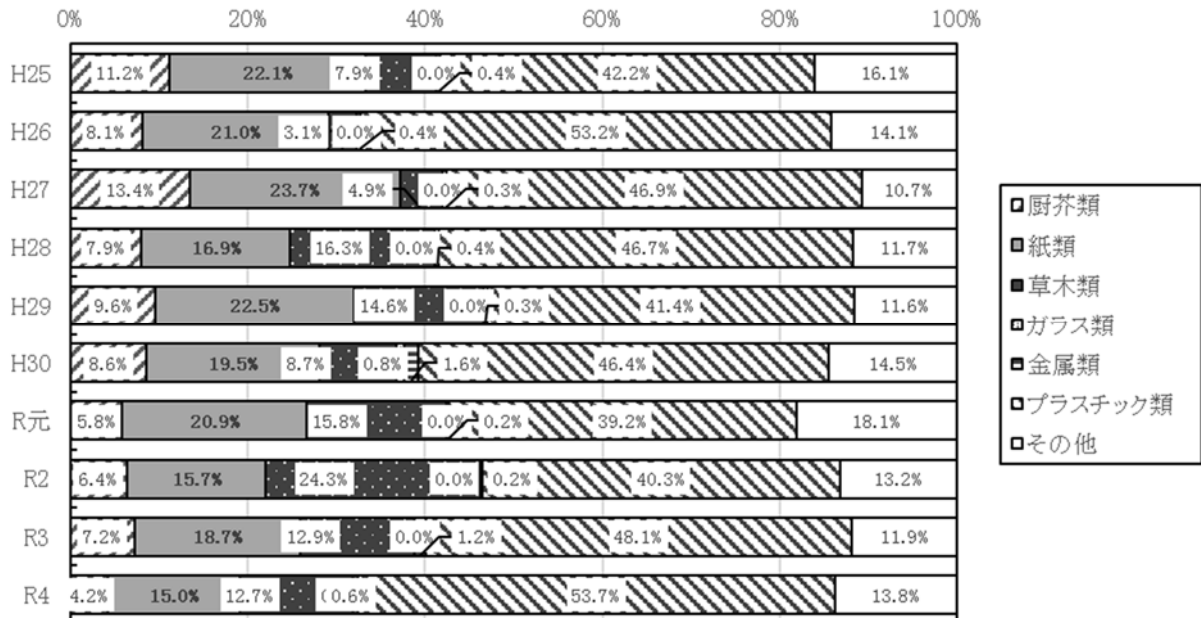 0% 20% 40% 60% 80% 100%
H25 11.2% 22.1% 7.9% 0.0% 0.4% 42.2% 16.1%
H26 8.1% 21.0% 3.1% 0.0% 0.4% 53.2% 14.1%
H27 13.4% 23.7% 4.9% 0.0% 0.3% 46.9% 10.7%
H28 7.9% 16.9% 16.3% 0.0% 0.4% 46.7% 11.7%
H29 9.6% 22.5% 14.6% 0.0% 0.3% 41.4% 11.6%
H30 8.6% 19.5% 8.7% 0.8% 1.6% 46.4% 14.5%
R元 5.8% 20.9% 15.8% 0.0% 0.2% 39.2% 18.1%
R2 6.4% 15.7% 24.3% 0.0% 0.2% 40.3% 13.2%
R3 7.2% 18.7% 12.9% 0.0% 1.2% 48.1% 11.9%
R4 4.2% 15.0% 12.7% 0.6% 53.7% 13.8%
厨芥類
紙類
草木類
ガラス類
金属類
プラスチック類
その他